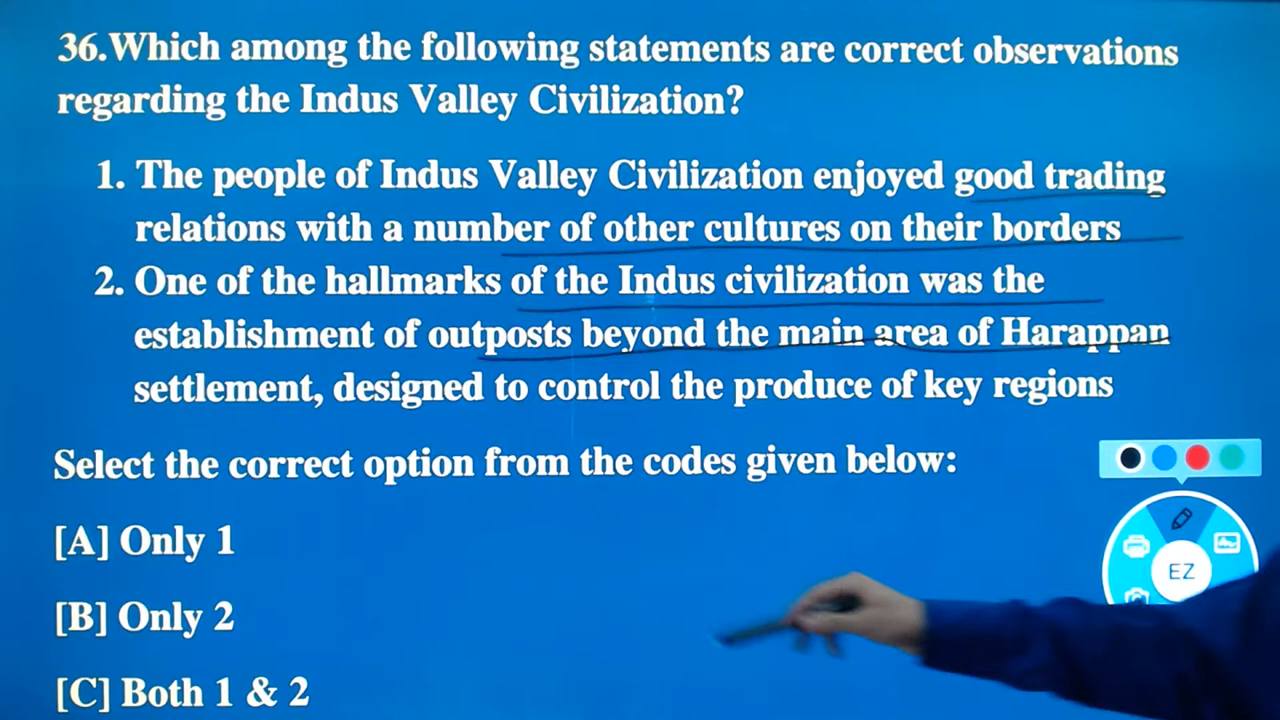 36.Which among the following statements are correct observations
regarding the Indus Valley Civilization?
1. The people of Indus Valley Civilization enjoyed good trading
relations with a number of other cultures on their borders
2. One of the hallmarks of the Indus civilization was the
establishment of outposts beyond the main area of Harappan
settlement, designed to control the produce of key regions
Select the correct option from the codes given below:
[A] Only 1
EZ
[B] Only 2
[C] Both 1 & 2